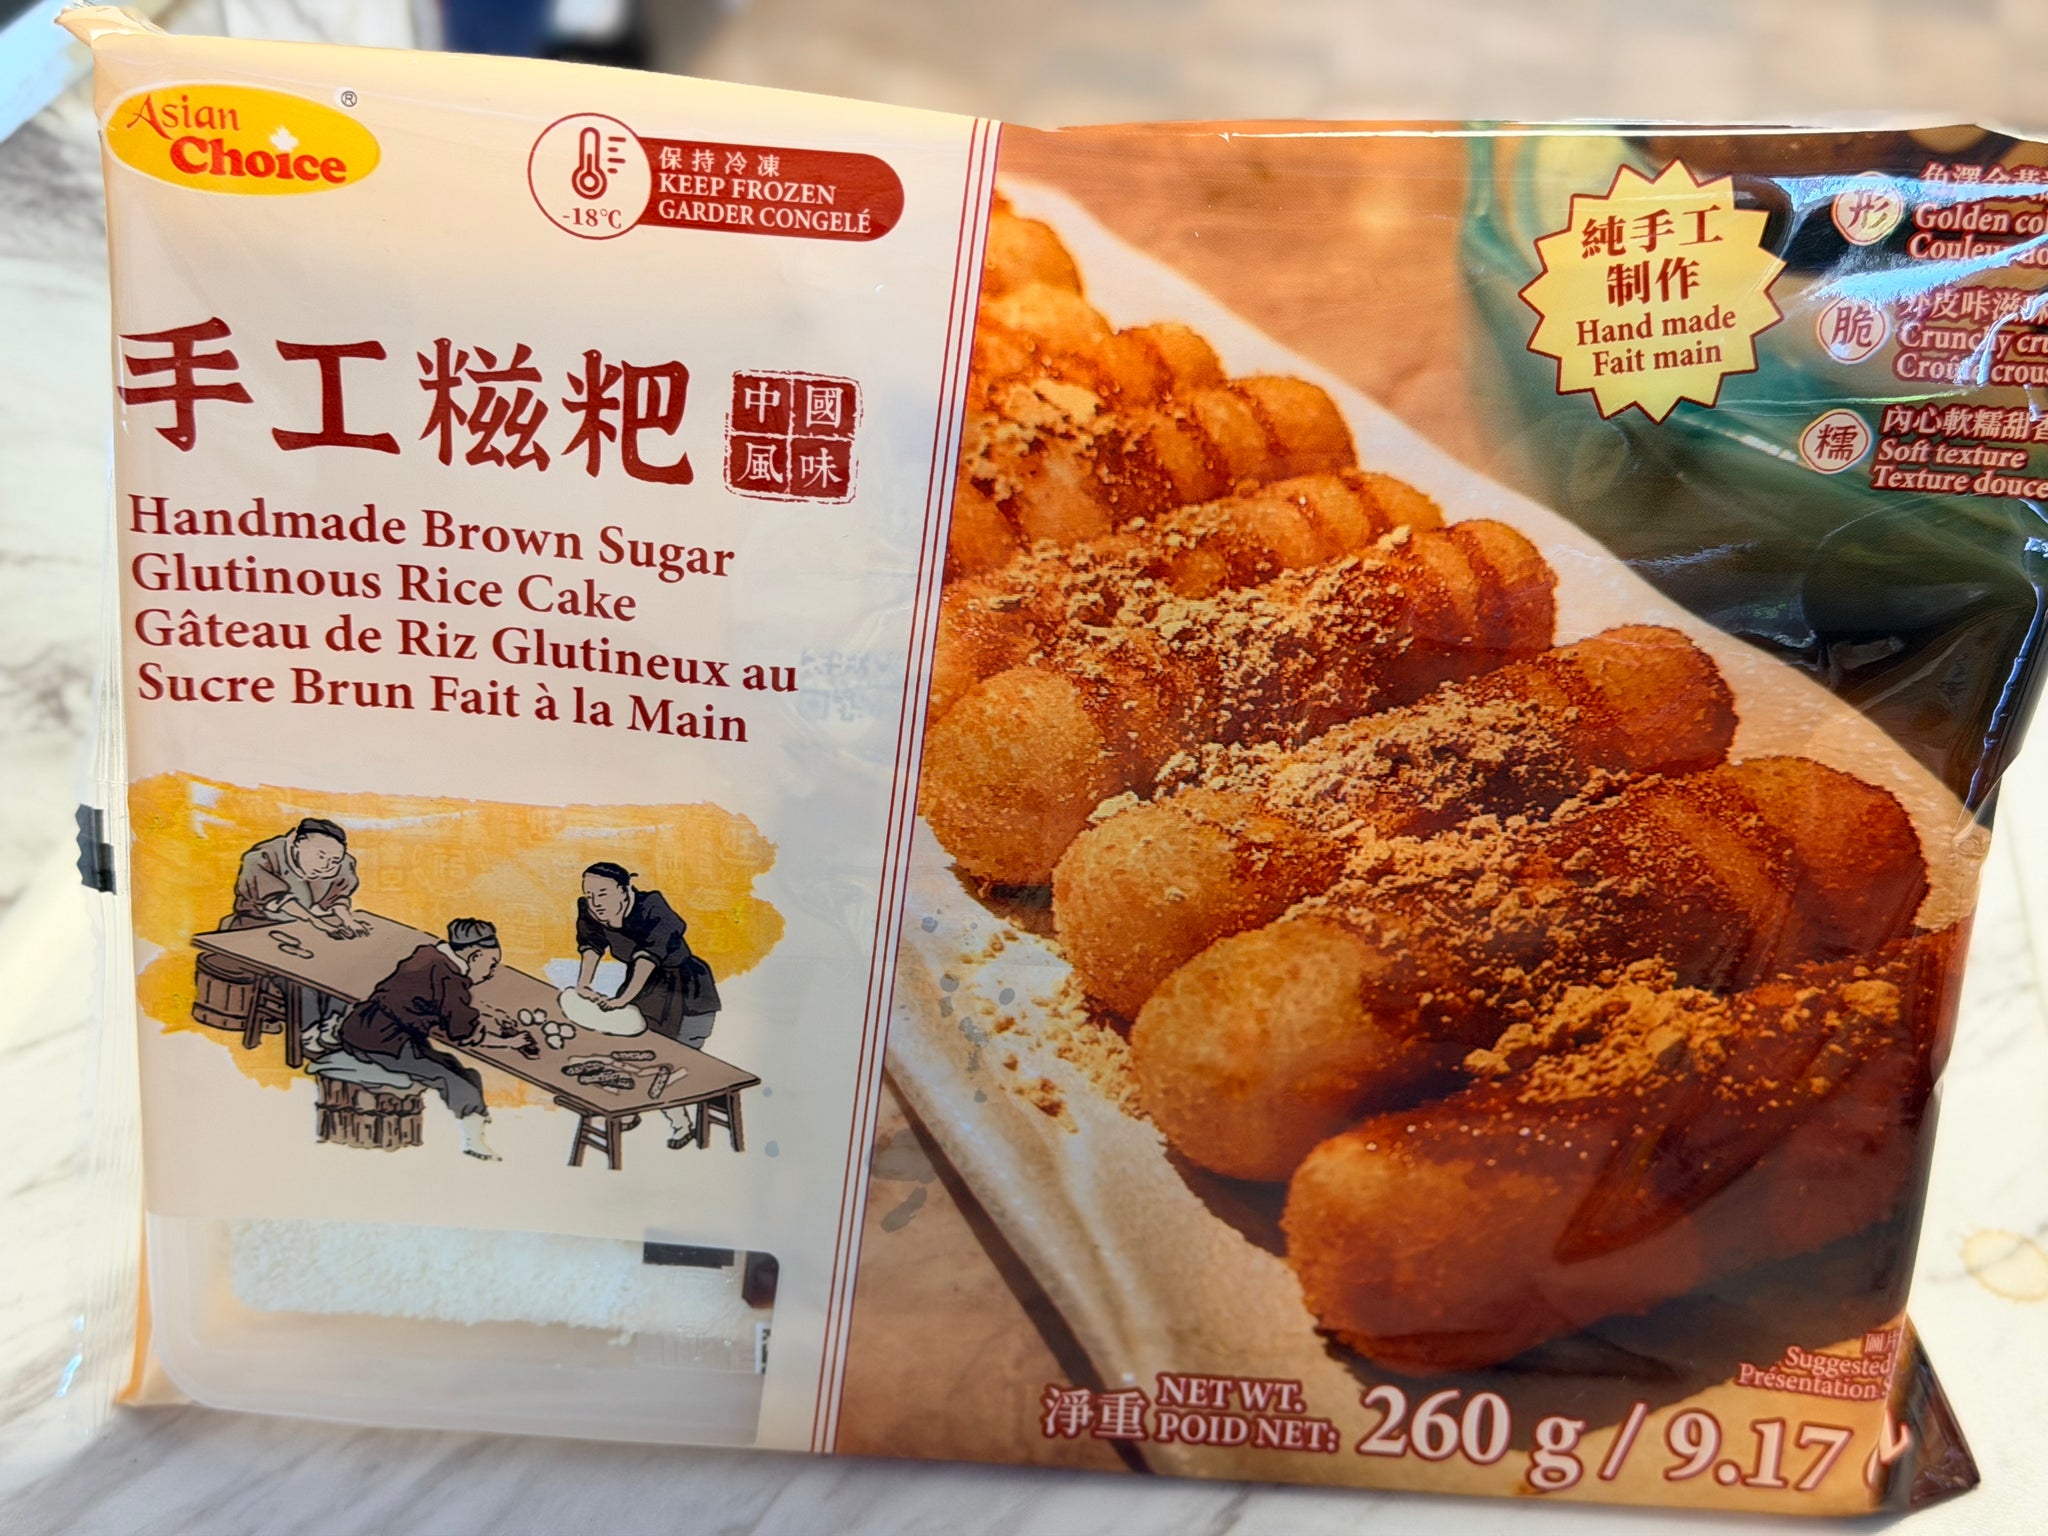 Asian
Choice
®
-18℃
保持冷凍
KEEP FROZEN
GARDER CONGELÉ
手工糍粑
中國
風味
Handmade Brown Sugar
Glutinous Rice Cake
Gâteau de Riz Glutineux au
Sucre Brun Fait à la Main
純手工
制作
Hand made
Fait main
形
Golden
脆
糯
內心軟糯甜香
Soft texture
Texture douce
Suggested
Présentation
淨重
NET WT.
POID NET:
260 g / 9.17